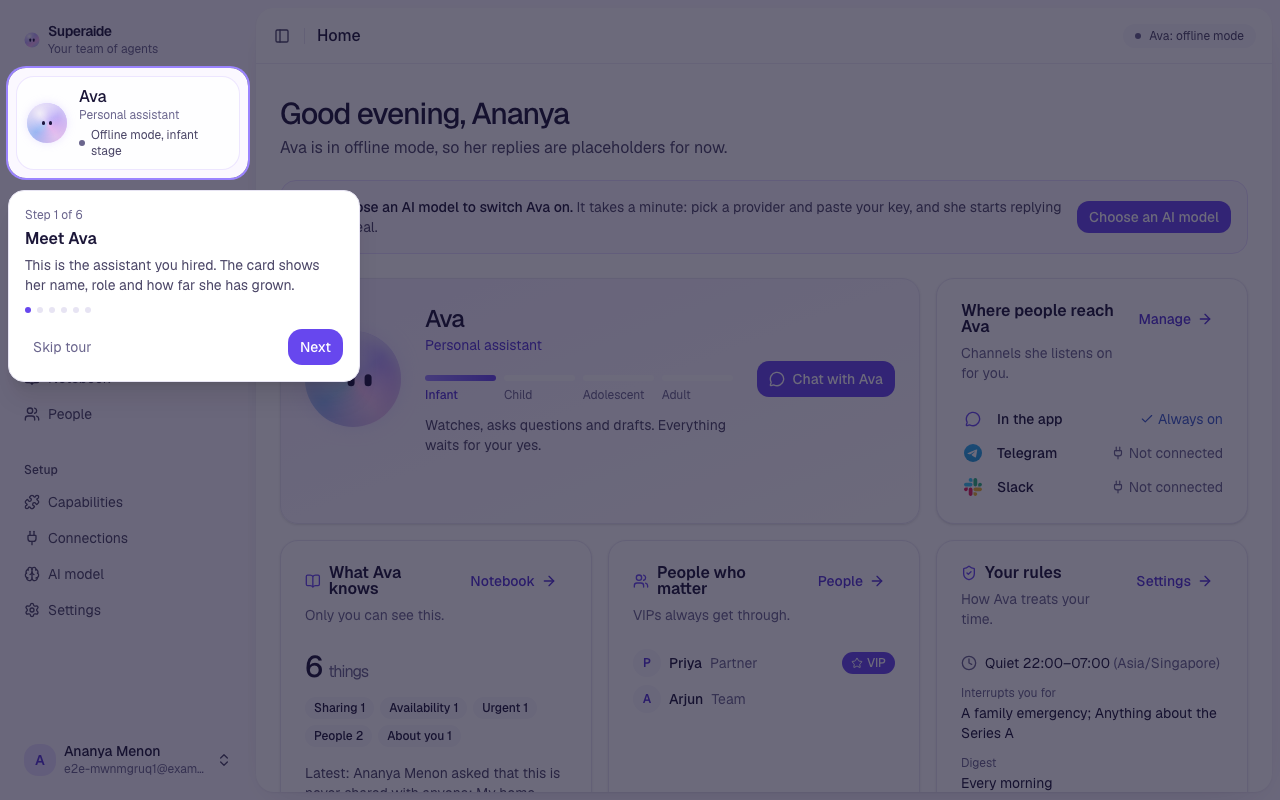 Superaide
Your team of agents
Ava
Personal assistant
Offline mode, infant
stage
Step 1 of 6
Meet Ava
This is the assistant you hired. The card shows
her name, role and how far she has grown.
Skip tour
Next
People
Setup
Capabilities
Connections
AI model
Settings
A
Ananya Menon
e2e-mwnmgruq1@exam...
Home
Ava: offline mode
Good evening, Ananya
Ava is in offline mode, so her replies are placeholders for now.
an AI model to switch Ava on. It takes a minute: pick a provider and paste your key, and she starts replying
Choose an AI model
Ava
Personal assistant
Infant
Child
Adolescent
Adult
Watches, asks questions and drafts. Everything
waits for your yes.
Chat with Ava
Where people reach
Ava
Manage
Channels she listens on
for you.
In the app
Always on
Telegram
Not connected
Slack
Not connected
What Ava
knows
Notebook
Only you can see this.
6 things
Sharing 1
Availability 1
Urgent 1
People 2
About you 1
Latest: Ananya Menon asked that this is
People who
matter
People
VIPs always get through.
P
Priya Partner
VIP
A
Arjun Team
Your rules
Settings
How Ava treats your
time.
Quiet 22:00–07:00 (Asia/Singapore)
Interrupts you for
A family emergency; Anything about the
Series A
Digest
Every morning